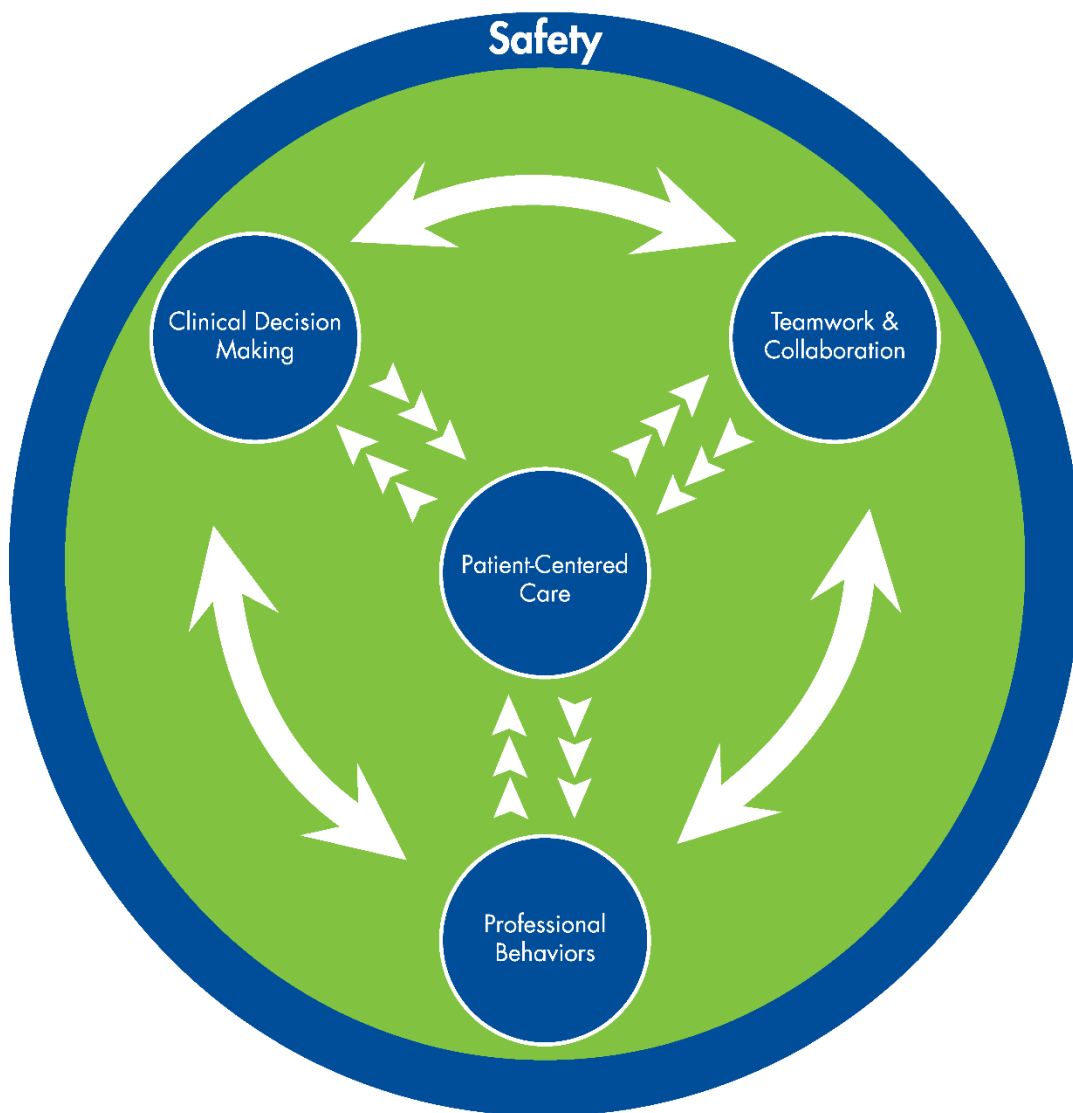 Safety
Clinical Decision
Making
Teamwork &
Collaboration
Patient-Centered
Care
Professional
Behaviors